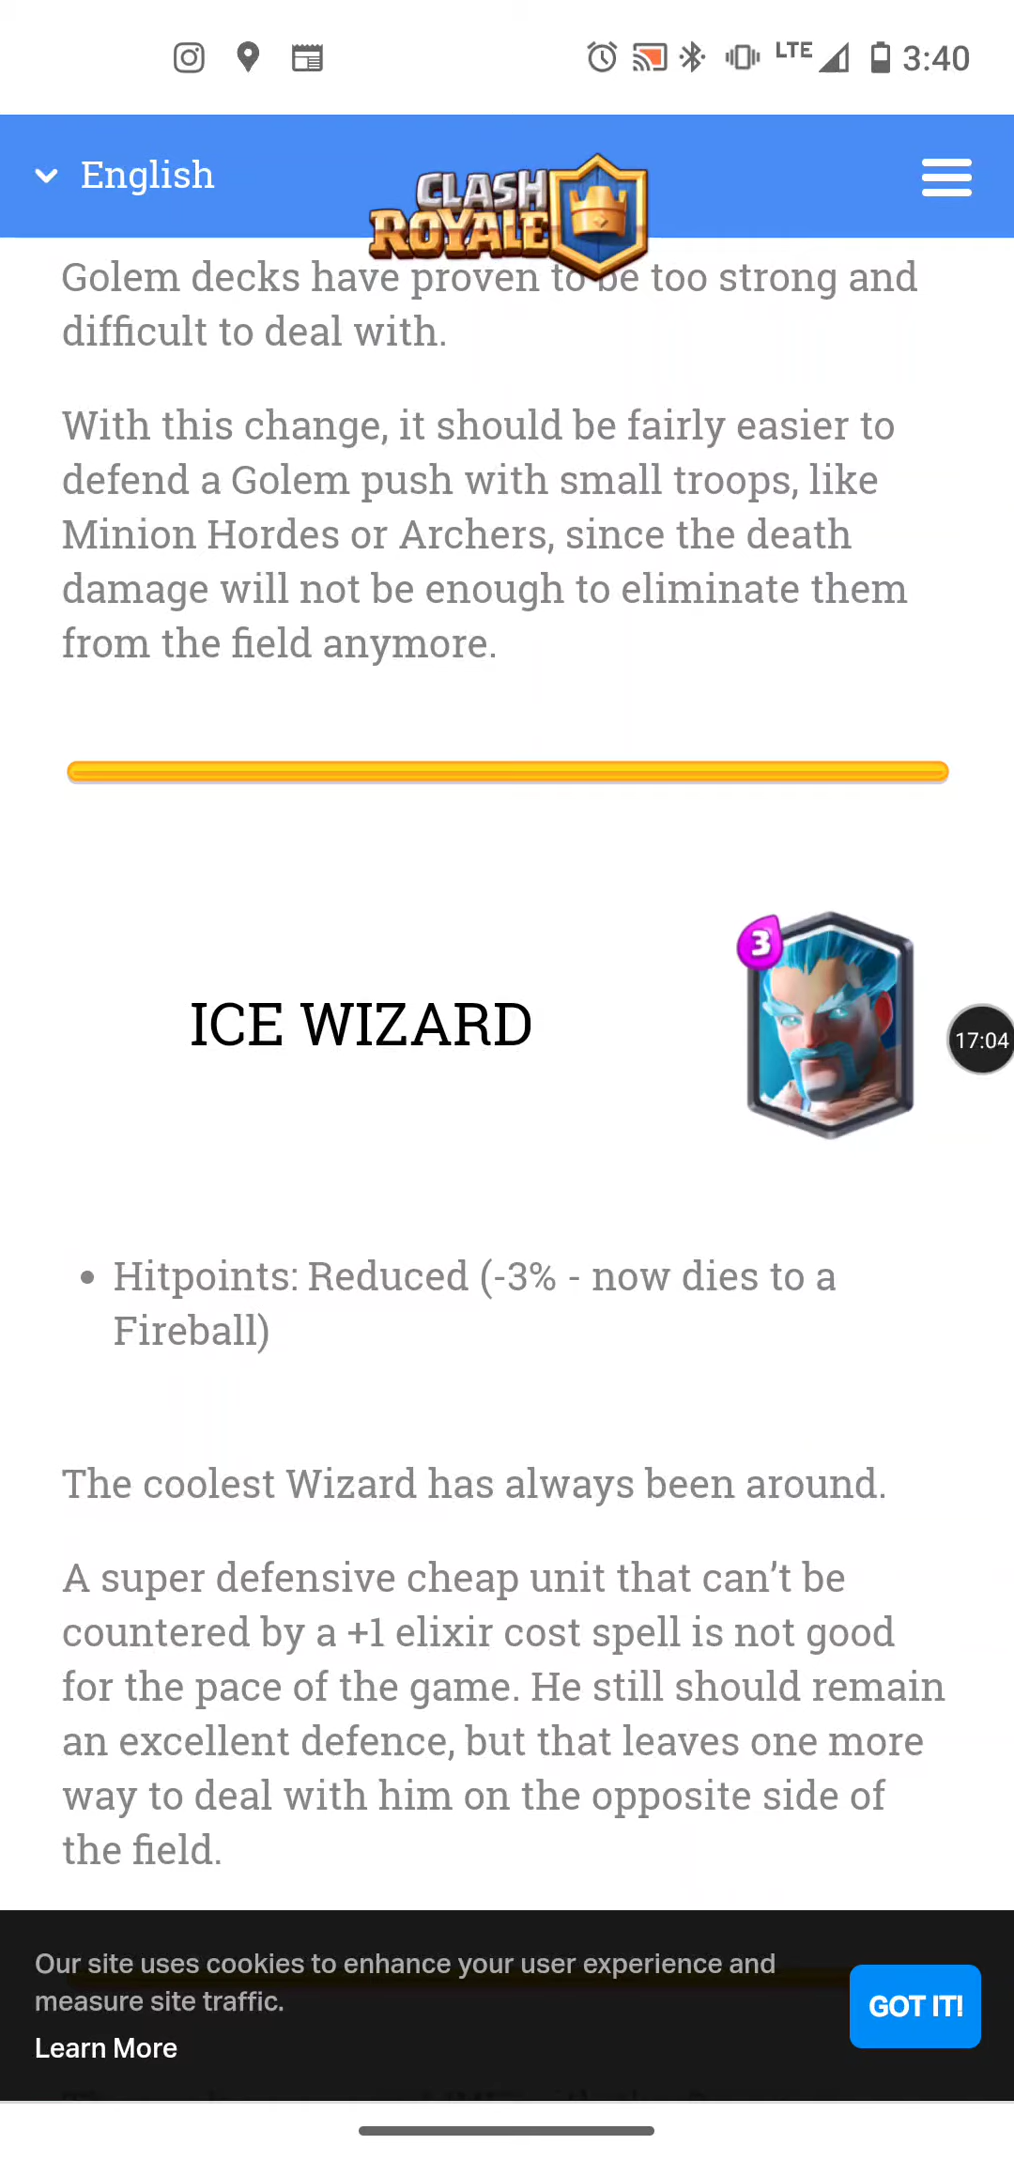 LTE 3:40
English
CLASH
ROYALE
Golem decks have proven to be too strong and
difficult to deal with.
With this change, it should be fairly easier to
defend a Golem push with small troops, like
Minion Hordes or Archers, since the death
damage will not be enough to eliminate them
from the field anymore.
3
ICE WIZARD
17:04
• Hitpoints: Reduced (-3% - now dies to a
Fireball)
The coolest Wizard has always been around.
A super defensive cheap unit that can’t be
countered by a +1 elixir cost spell is not good
for the pace of the game. He still should remain
an excellent defence, but that leaves one more
way to deal with him on the opposite side of
the field.
Our site uses cookies to enhance your user experience and
measure site traffic.
Learn More
GOT IT!